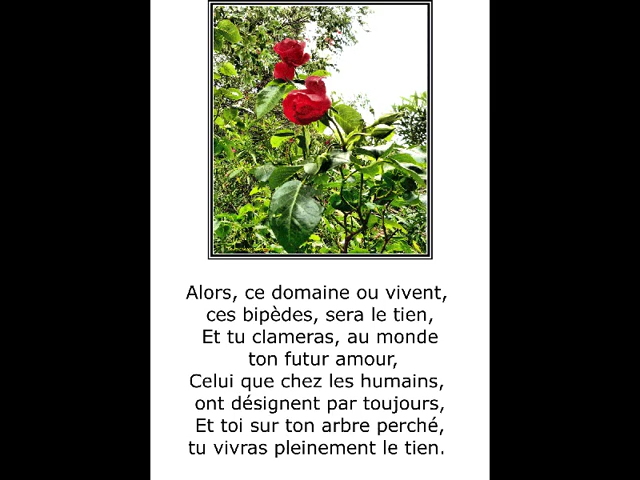 Alors, ce domaine ou vivent,
ces bipèdes, sera le tien,
Et tu clameras, au monde
ton futur amour,
Celui que chez les humains,
ont désignent par toujours,
Et toi sur ton arbre perché,
tu vivras pleinement le tien.